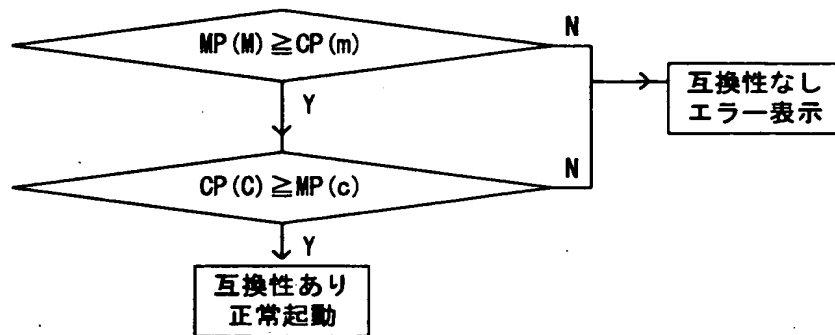 MP(M)≧CP(m)
N
Y
互換性なし
エラー表示
CP(C)≧MP(c)
N
Y
互換性あり
正常起動